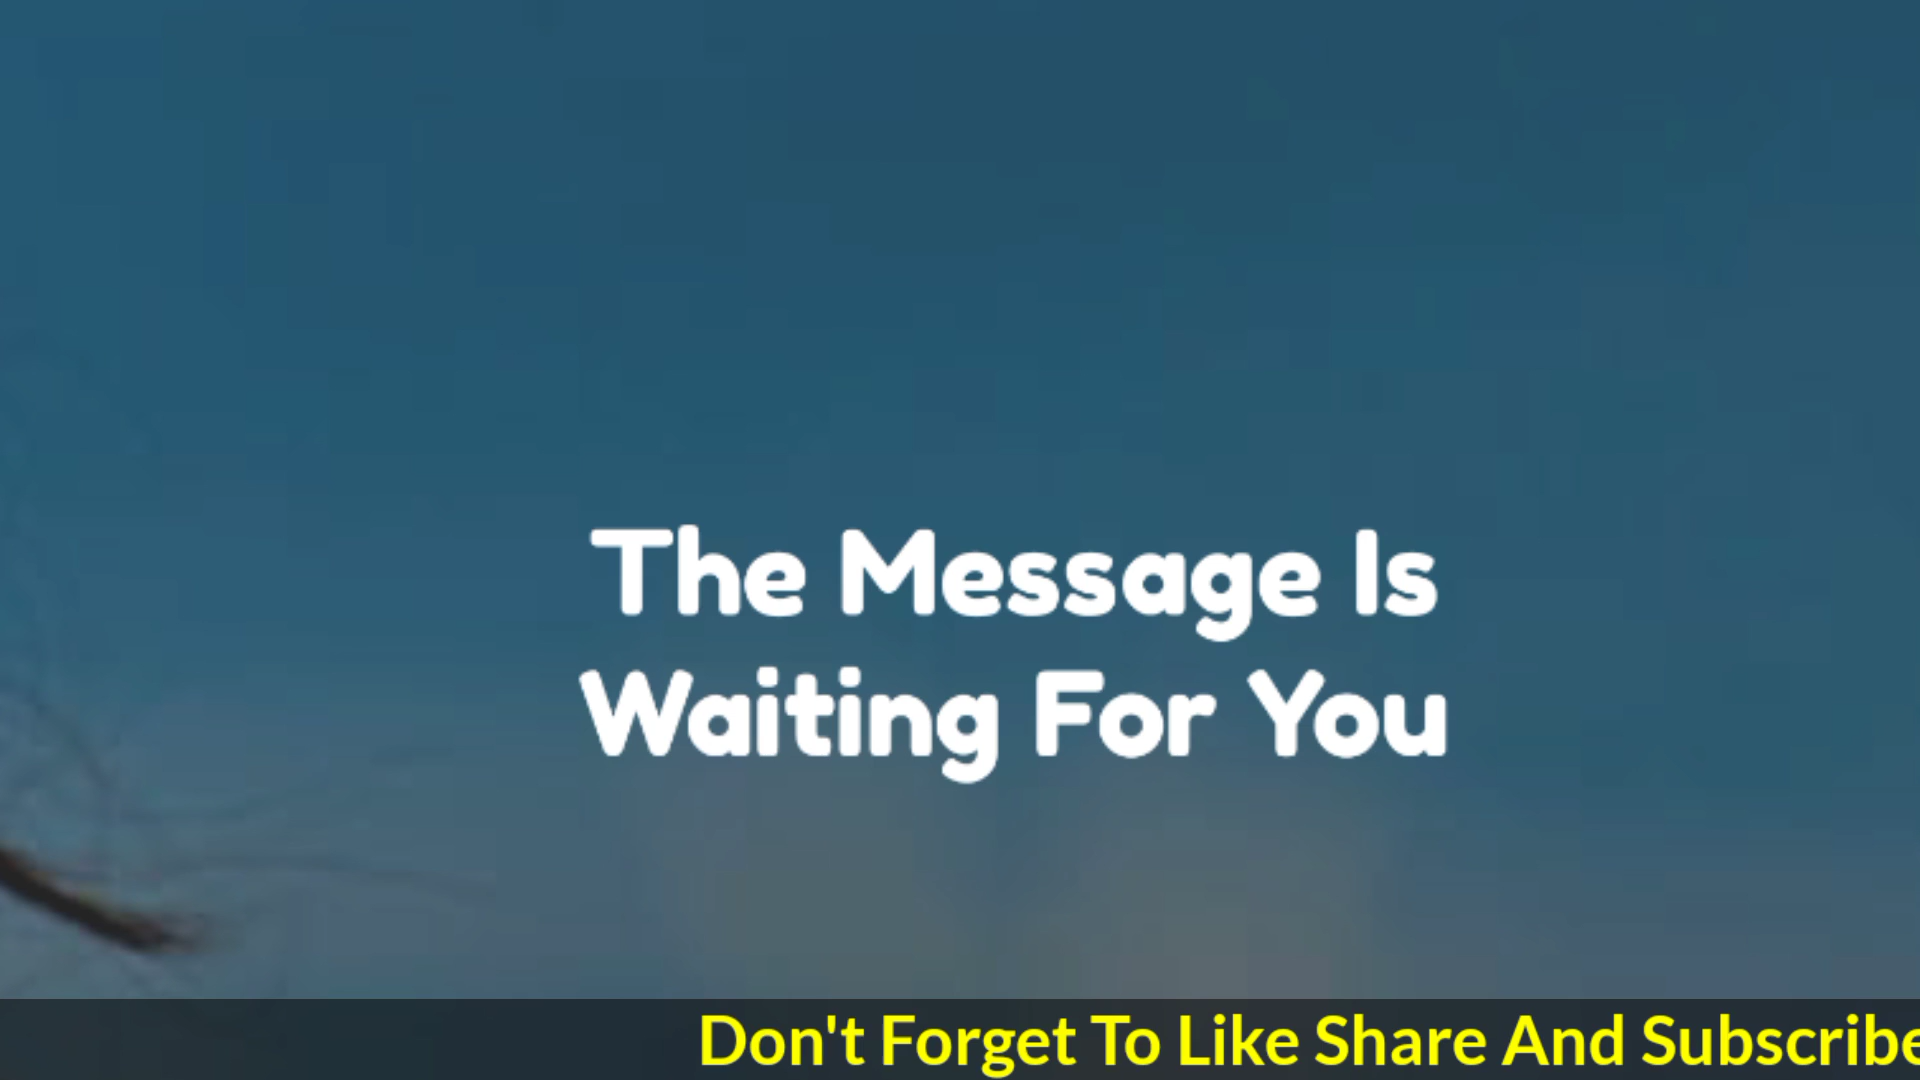 The Message Is
Waiting For You
Don't Forget To Like Share And Subscribe